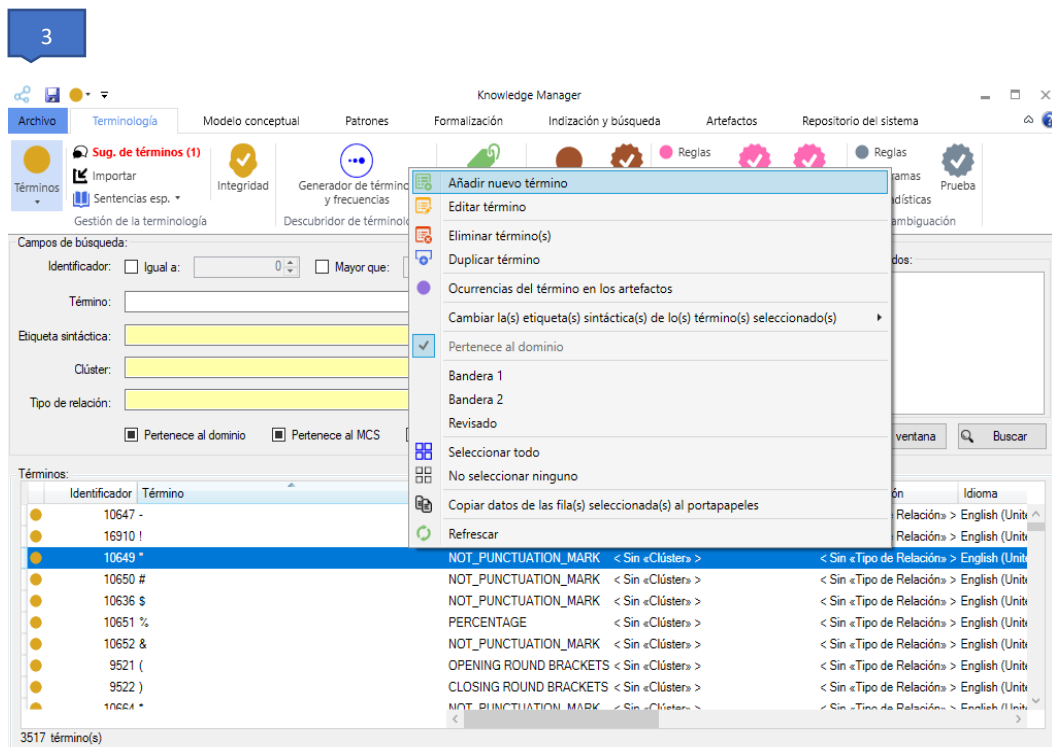 3
Knowledge Manager
Archivo Terminología Modelo conceptual Patrones Formalización Indización y búsqueda Artefactos Repositorio del sistema
Términos
Sug. de términos (1)
Importar
Sentencias esp.
Gestión de la terminología
Integridad
Generador de término
y frecuencias
Descubridor de terminolo
Reglas
Reglas
ramas
adísticas
Prueba
ambiguación
Añadir nuevo término
Editar término
Eliminar término(s)
Duplicar término
Ocurrencias del término en los artefactos
Cambiar la(s) etiqueta(s) sintáctica(s) de lo(s) término(s) seleccionado(s)
Pertenece al dominio
Bandera 1
Bandera 2
Revisado
Seleccionar todo
No seleccionar ninguno
Copiar datos de las fila(s) seleccionada(s) al portapapeles
Refrescar
Campos de búsqueda:
Identificador: Igual a: 0 Mayor que:
Término:
Etiqueta sintáctica:
Clúster:
Tipo de relación:
Pertenece al dominio Pertenece al MCS
dos:
ventana Buscar
Términos:
Identificador Término ón Idioma
10647 - Relación» > English (Unite
16910 ! Relación» > English (Unite
10649 " NOT_PUNCTUATION_MARK < Sin «Clúster» > < Sin «Tipo de Relación» > English (Unite
10650 # NOT_PUNCTUATION_MARK < Sin «Clúster» > < Sin «Tipo de Relación» > English (Unite
10636 $ NOT_PUNCTUATION_MARK < Sin «Clúster» > < Sin «Tipo de Relación» > English (Unite
10651 % PERCENTAGE < Sin «Clúster» > < Sin «Tipo de Relación» > English (Unite
10652 & NOT_PUNCTUATION_MARK < Sin «Clúster» > < Sin «Tipo de Relación» > English (Unite
9521 ( OPENING ROUND BRACKETS < Sin «Clúster» > < Sin «Tipo de Relación» > English (Unite
9522 ) CLOSING ROUND BRACKETS < Sin «Clúster» > < Sin «Tipo de Relación» > English (Unite
10664 * NOT_PUNCTUATION_MARK < Sin «Clúster» > < Sin «Tipo de Relación» > English (Unite
3517 término(s)